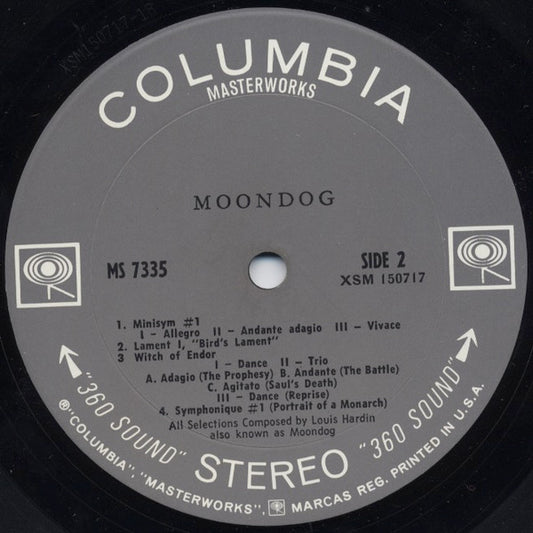 XSM 150717-1B
COLUMBIA
MASTERWORKS
MOONDOG
MS 7335
SIDE 2
XSM 150717
1. Minisym #1
I - Allegro II - Andante adagio III - Vivace
2. Lament I, "Bird's Lament"
3 Witch of Endor
I - Dance II - Trio
A. Adagio (The Prophesy) B. Andante (The Battle)
C. Agitato (Saul's Death)
III - Dance (Reprise)
4. Symphonique #1 (Portrait of a Monarch)
All Selections Composed by Louis Hardin
also known as Moondog
"360 SOUND" STEREO "360 SOUND"
®"COLUMBIA", "MASTERWORKS", MARCAS REG. PRINTED IN U.S.A.